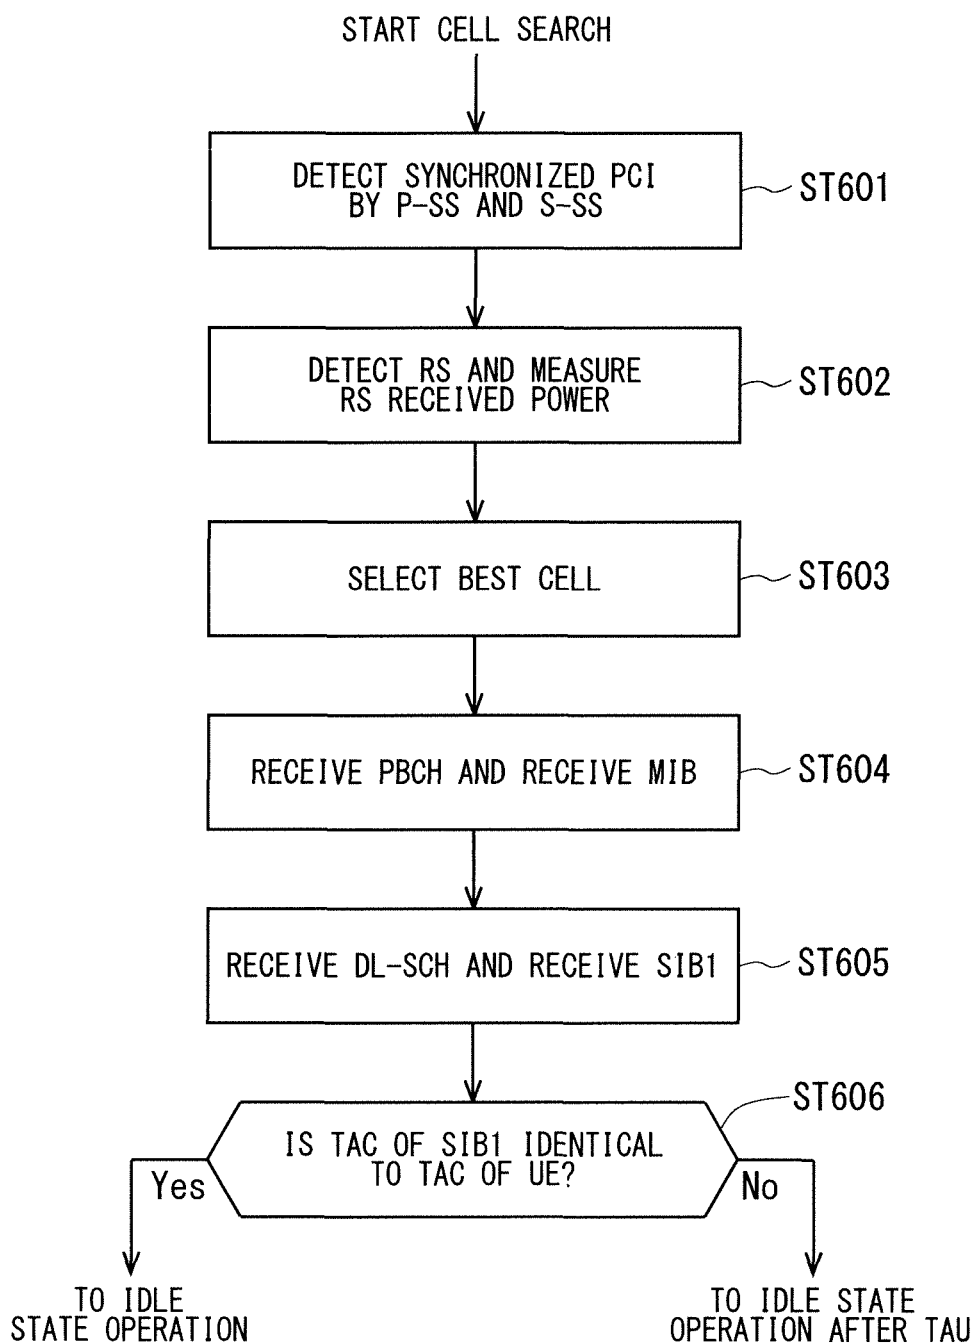 START CELL SEARCH
DETECT SYNCHRONIZED PCI
BY P-SS AND S-SS
ST601
DETECT RS AND MEASURE
RS RECEIVED POWER
ST602
SELECT BEST CELL
ST603
RECEIVE PBCH AND RECEIVE MIB
ST604
RECEIVE DL-SCH AND RECEIVE SIB1
ST605
ST606
IS TAC OF SIB1 IDENTICAL
TO TAC OF UE?
Yes
No
TO IDLE
STATE OPERATION
TO IDLE STATE
OPERATION AFTER TAU